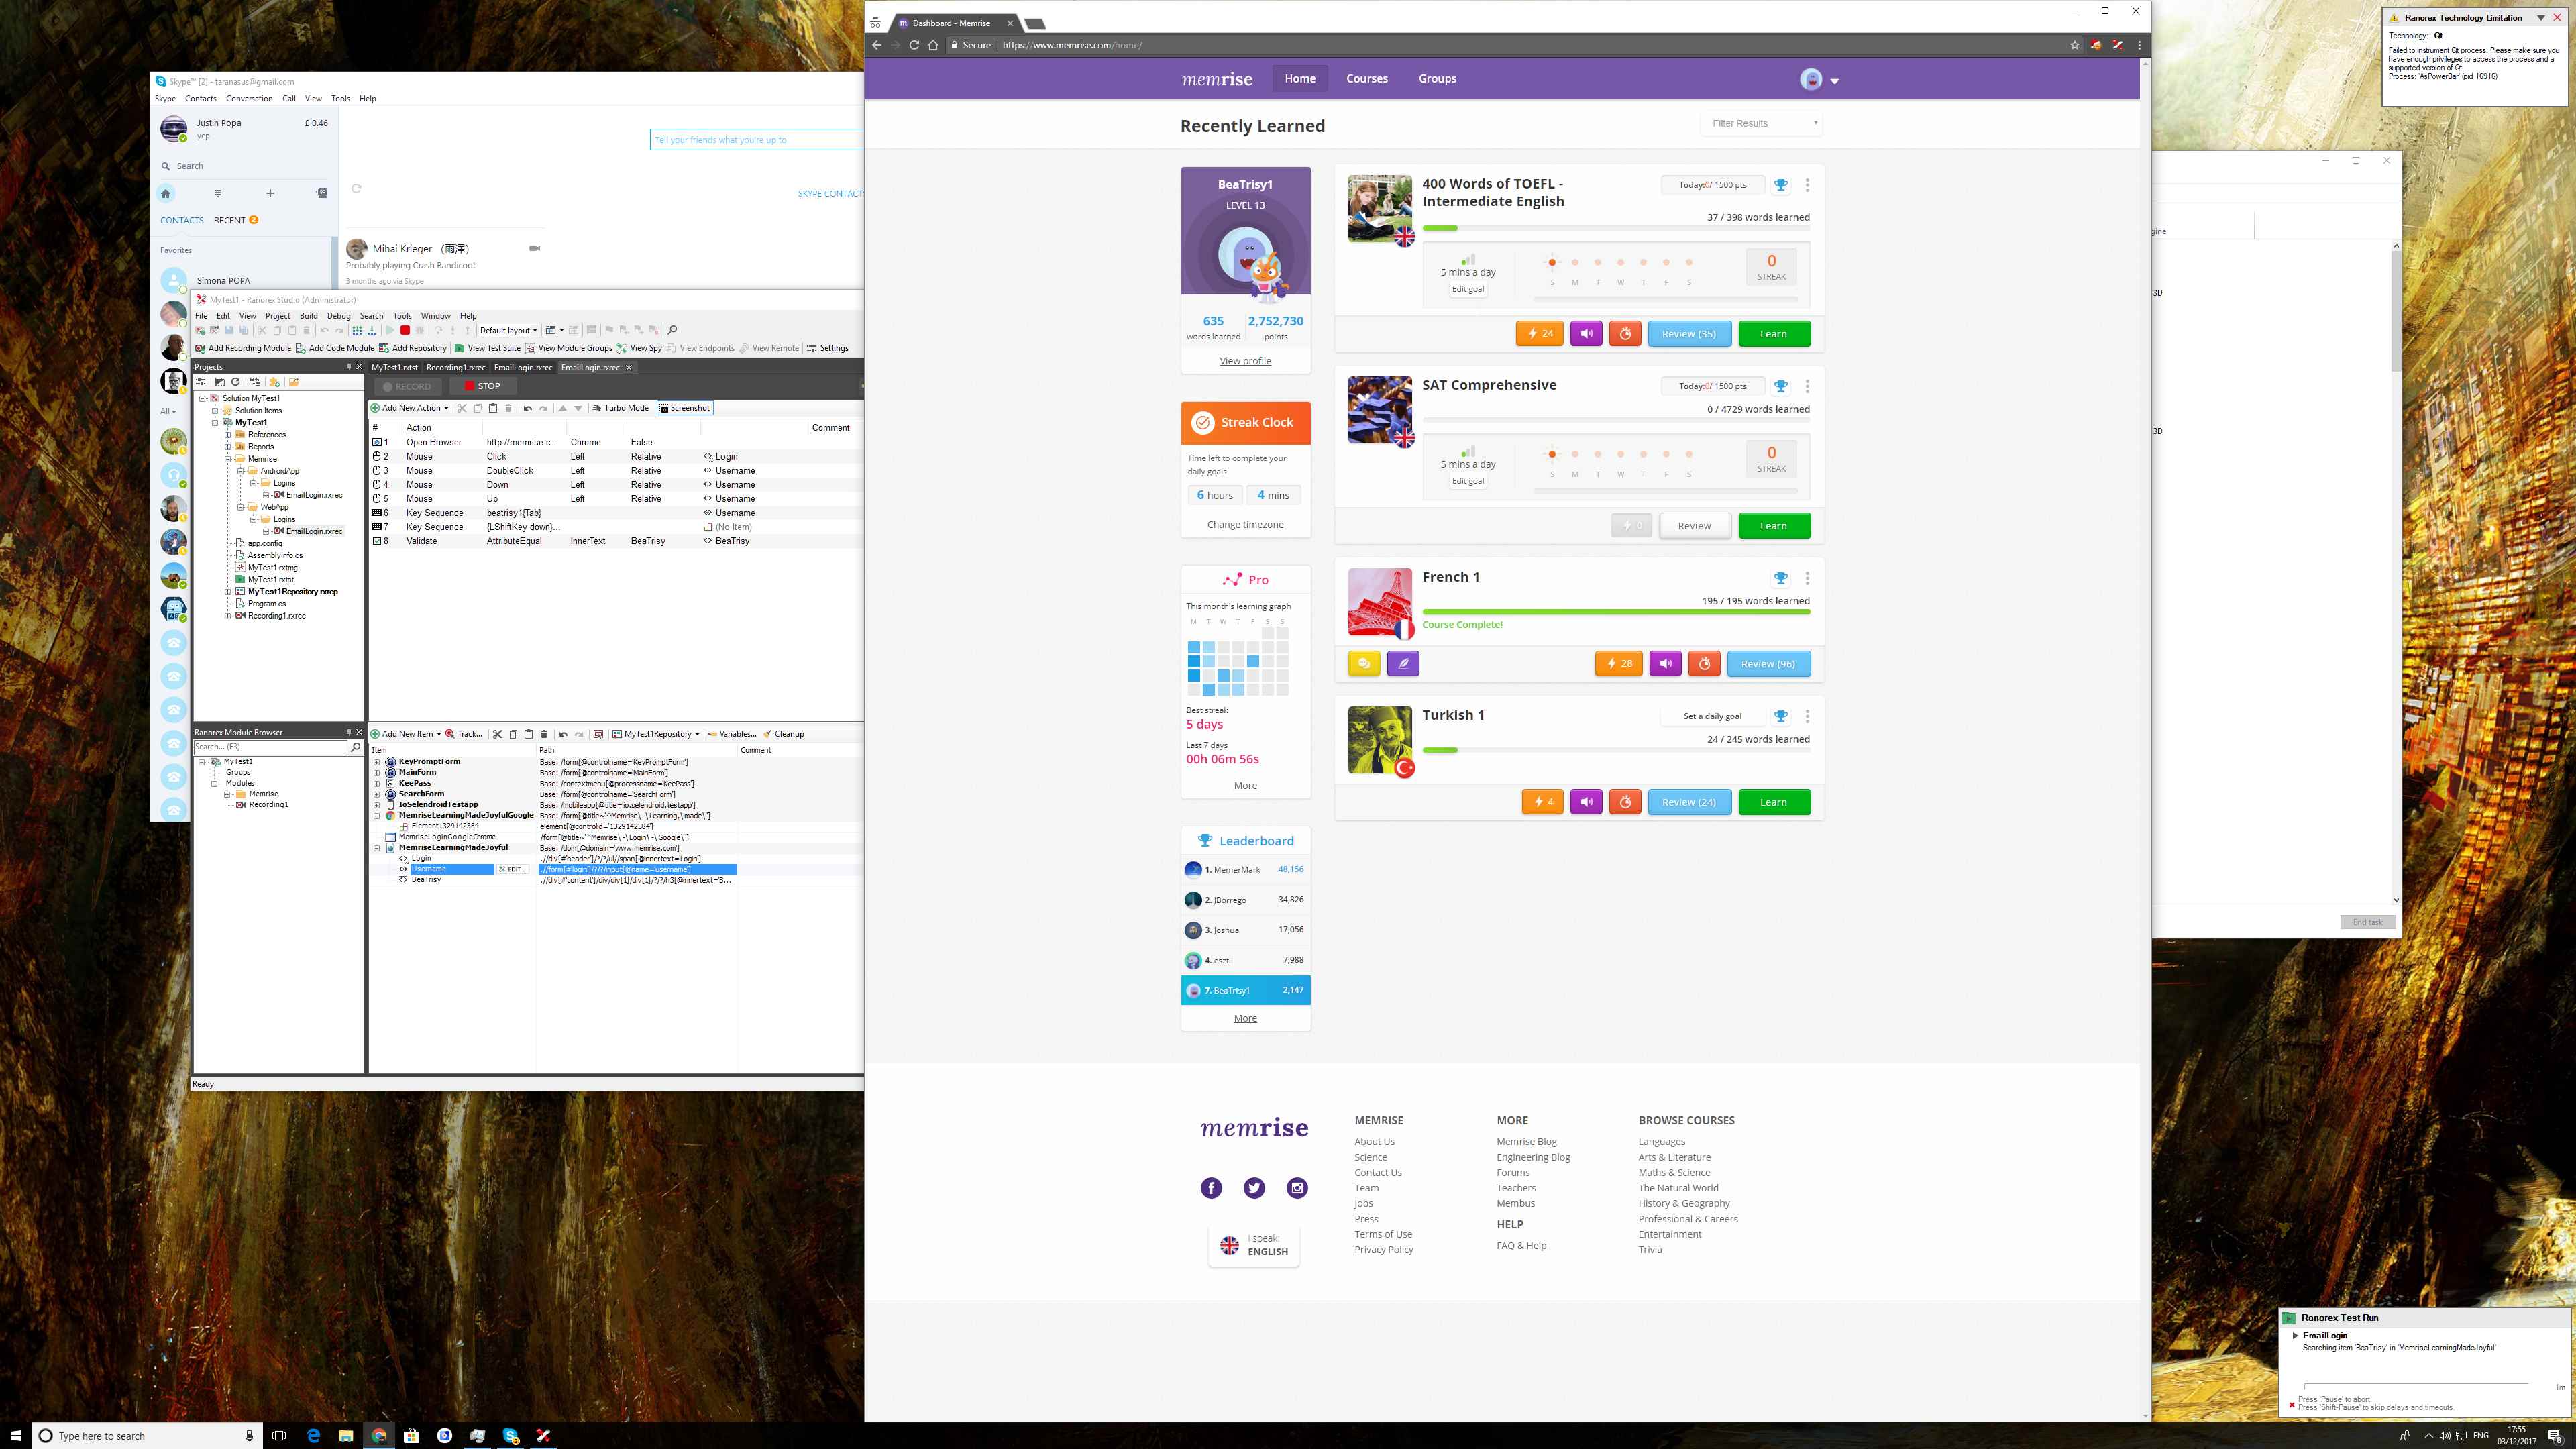 Skype™ [2] - taranasus@gmail.com
Skype Contacts Conversation Call View Tools Help
Justin Popa £ 0.46
yep
Tell your friends what you're up to
Search
SKYPE CONTACTS
CONTACTS RECENT 2
Favorites
Mihai Krieger （雨澤）
Probably playing Crash Bandicoot
3 months ago via Skype
Simona POPA
All
MyTest1 - Ranorex Studio (Administrator)
File Edit View Project Build Debug Search Tools Window Help
Default layout
Add Recording Module Add Code Module Add Repository View Test Suite View Module Groups View Spy View Endpoints View Remote Settings
Projects
Solution MyTest1
Solution Items
MyTest1
References
Reports
Memrise
AndroidApp
Logins
EmailLogin.rxrec
WebApp
Logins
EmailLogin.rxrec
app.config
AssemblyInfo.cs
MyTest1.rxtmg
MyTest1.rxtst
MyTest1Repository.rxrep
Program.cs
Recording1.rxrec
MyTest1.rxtst Recording1.rxrec EmailLogin.rxrec EmailLogin.rxrec
RECORD STOP
Add New Action Turbo Mode Screenshot
# Action Comment
1 Open Browser http://memrise.c... Chrome False
2 Mouse Click Left Relative Login
3 Mouse DoubleClick Left Relative Username
4 Mouse Down Left Relative Username
5 Mouse Up Left Relative Username
6 Key Sequence beatrisy1{Tab} Username
7 Key Sequence {LShiftKey down}... (No Item)
8 Validate AttributeEqual InnerText BeaTrisy BeaTrisy
Ranorex Module Browser
Search... (F3)
MyTest1
Groups
Modules
Memrise
Recording1
Add New Item Track... MyTest1Repository Variables... Cleanup
Item Path Comment
KeyPromptForm Base: /form[@controlname='KeyPromptForm']
MainForm Base: /form[@controlname='MainForm']
KeePass Base: /contextmenu[@processname='KeePass']
SearchForm Base: /form[@controlname='SearchForm']
IoSelendroidTestapp Base: /mobileapp[@title='io.selendroid.testapp']
MemriseLearningMadeJoyfulGoogle Base: /form[@title~'^Memrise\ -\ Learning,\ made\ ']
Element1329142384 element[@controlid='1329142384']
MemriseLoginGoogleChrome /form[@title~'^Memrise\ -\ Login\ -\ Google\ ']
MemriseLearningMadeJoyful Base: /dom[@domain='www.memrise.com']
Login .//div[#'header']/?/?/ul//span[@innertext='Login']
Username EDIT... .//form[#'login']/?/?/input[@name='username']
BeaTrisy .//div[#'content']/div/div[1]/div[1]/?/?/h3[@innertext='B...
Ready
Dashboard - Memrise
Secure https://www.memrise.com/home/
memrise Home Courses Groups
Recently Learned
Filter Results
BeaTrisy1
LEVEL 13
635 2,752,730
words learned points
View profile
Streak Clock
Time left to complete your
daily goals
6 hours 4 mins
Change timezone
Pro
This month's learning graph
M T W T F S S
Best streak
5 days
Last 7 days
00h 06m 56s
More
Leaderboard
1. MemerMark 48,156
2. JBorrego 34,826
3. Joshua 17,056
4. eszti 7,988
7. BeaTrisy1 2,147
More
400 Words of TOEFL -
Intermediate English
Today:0/ 1500 pts
37 / 398 words learned
5 mins a day
Edit goal
S M T W T F S
0
STREAK
24 Review (35) Learn
SAT Comprehensive
Today:0/ 1500 pts
0 / 4729 words learned
5 mins a day
Edit goal
S M T W T F S
0
STREAK
0 Review Learn
French 1
195 / 195 words learned
Course Complete!
28 Review (96)
Turkish 1
Set a daily goal
24 / 245 words learned
4 Review (24) Learn
memrise
I speak:
ENGLISH
MEMRISE
About Us
Science
Contact Us
Team
Jobs
Press
Terms of Use
Privacy Policy
MORE
Memrise Blog
Engineering Blog
Forums
Teachers
Membus
HELP
FAQ & Help
BROWSE COURSES
Languages
Arts & Literature
Maths & Science
The Natural World
History & Geography
Professional & Careers
Entertainment
Trivia
Ranorex Technology Limitation
Technology: Qt
Failed to instrument Qt process. Please make sure you
have enough privileges to access the process and a
supported version of Qt.
Process: 'AsPowerBar' (pid 16916)
gine
3D
3D
End task
Ranorex Test Run
EmailLogin
Searching item 'BeaTrisy' in 'MemriseLearningMadeJoyful'
1m
Press 'Pause' to abort.
Press 'Shift-Pause' to skip delays and timeouts.
Type here to search
ENG
17:55
03/12/2017